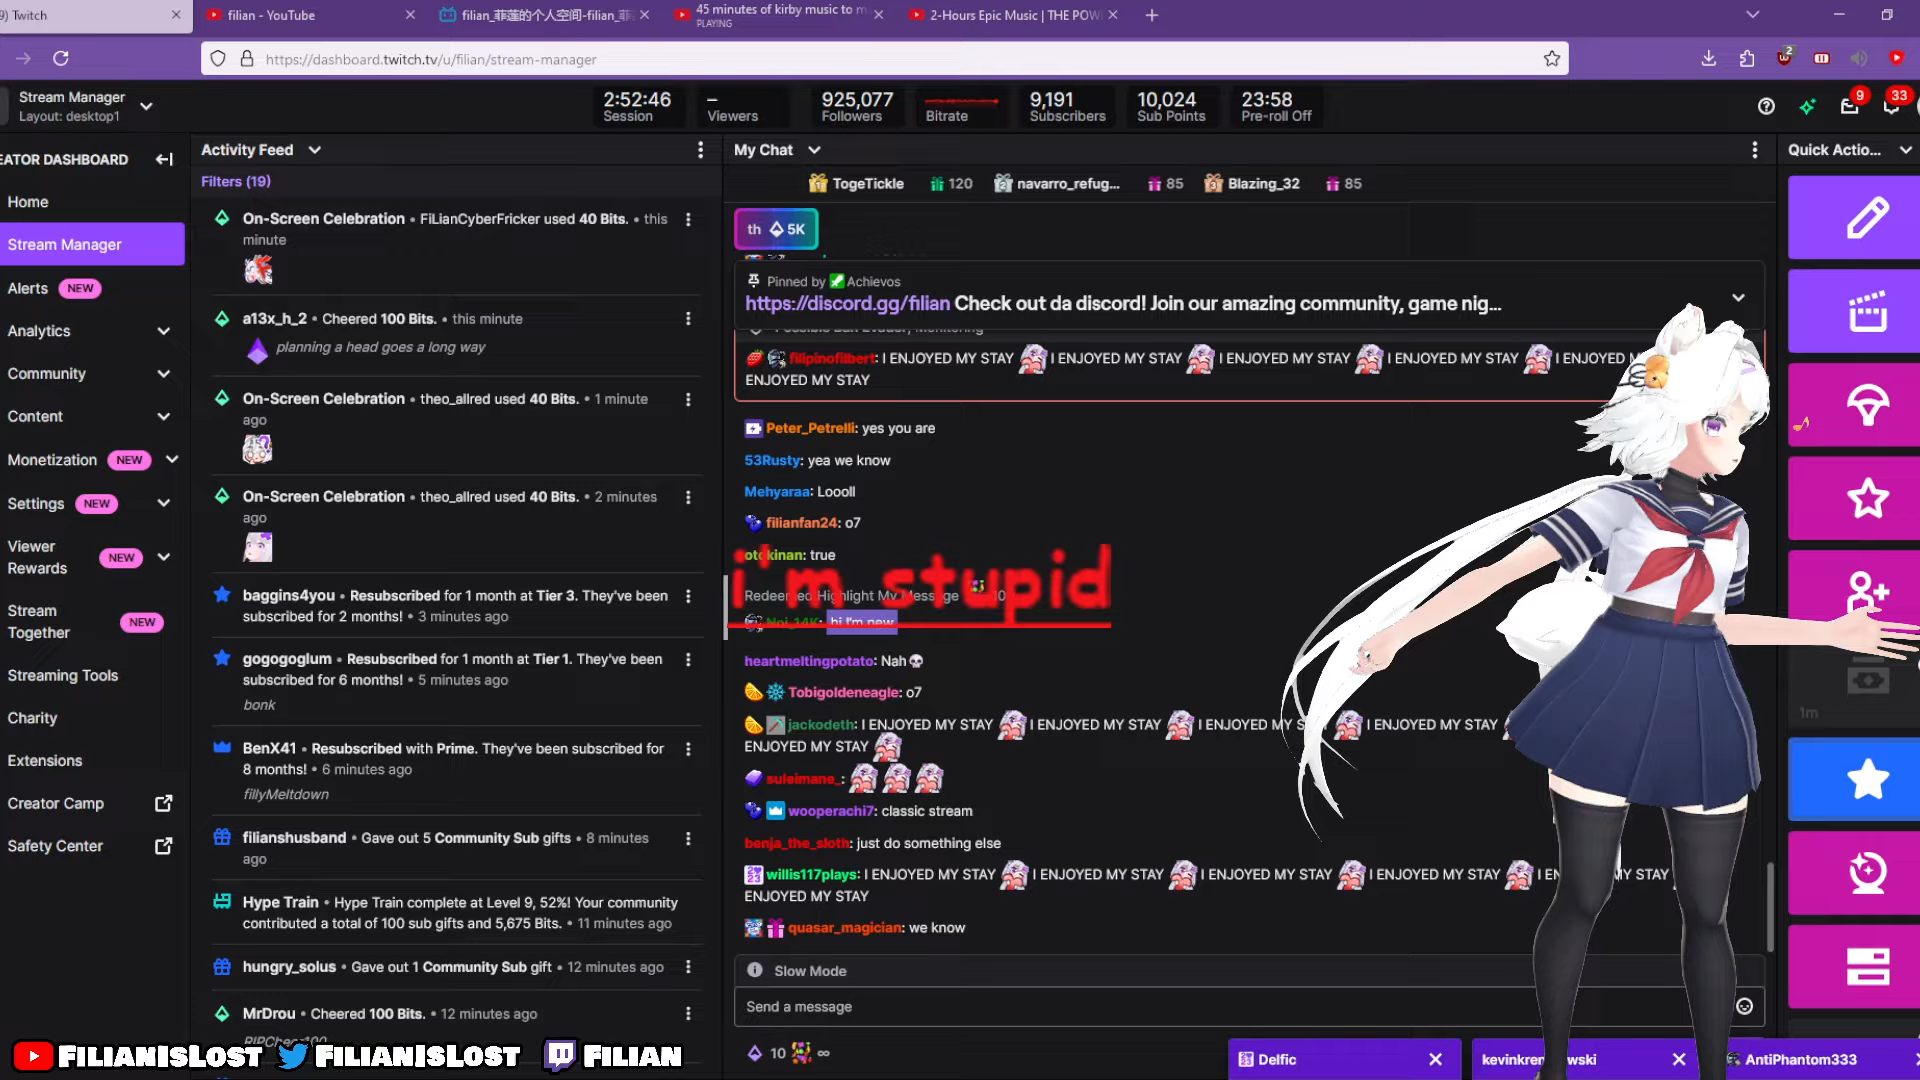 Twitch
filian - YouTube
filian_菲莲的个人空间-filian_菲
45 minutes of kirby music to m
PLAYING
2-Hours Epic Music | THE POW
https://dashboard.twitch.tv/u/filian/stream-manager
2
Stream Manager
Layout: desktop1
2:52:46
Session
–
Viewers
925,077
Followers
Bitrate
9,191
Subscribers
10,024
Sub Points
23:58
Pre-roll Off
9
33
EATOR DASHBOARD
Home
Stream Manager
Alerts NEW
Analytics
Community
Content
Monetization NEW
Settings NEW
Viewer
Rewards NEW
Stream
Together NEW
Streaming Tools
Charity
Extensions
Creator Camp
Safety Center
Activity Feed
Filters (19)
On-Screen Celebration • FiLianCyberFricker used 40 Bits. • this
minute
a13x_h_2 • Cheered 100 Bits. • this minute
planning a head goes a long way
On-Screen Celebration • theo_allred used 40 Bits. • 1 minute
ago
On-Screen Celebration • theo_allred used 40 Bits. • 2 minutes
ago
baggins4you • Resubscribed for 1 month at Tier 3. They've been
subscribed for 2 months! • 3 minutes ago
gogogoglum • Resubscribed for 1 month at Tier 1. They've been
subscribed for 6 months! • 5 minutes ago
bonk
BenX41 • Resubscribed with Prime. They've been subscribed for
8 months! • 6 minutes ago
fillyMeltdown
filianshusband • Gave out 5 Community Sub gifts • 8 minutes
ago
Hype Train • Hype Train complete at Level 9, 52%! Your community
contributed a total of 100 sub gifts and 5,675 Bits. • 11 minutes ago
hungry_solus • Gave out 1 Community Sub gift • 12 minutes ago
MrDrou • Cheered 100 Bits. • 12 minutes ago
My Chat
TogeTickle 120 navarro_refug... 85 Blazing_32 85
th 5K
Pinned by Achievos
https://discord.gg/filian Check out da discord! Join our amazing community, game nig...
Possible Ban Evader, Monitoring
filipinofilbert: I ENJOYED MY STAY I ENJOYED MY STAY I ENJOYED MY STAY I ENJOYED MY STAY I ENJOYED
ENJOYED MY STAY
Peter_Petrelli: yes you are
53Rusty: yea we know
Mehyaraa: Loooll
filianfan24: o7
otokinan: true
i'm stupid
Redeemed Highlight My Message
Noi_14K: hi I'm new
heartmeltingpotato: Nah
Tobigoldeneagle: o7
jackodeth: I ENJOYED MY STAY I ENJOYED MY STAY I ENJOYED MY S I ENJOYED MY STAY
ENJOYED MY STAY
suleimane_:
wooperachi7: classic stream
benja_the_sloth: just do something else
willis117plays: I ENJOYED MY STAY I ENJOYED MY STAY I ENJOYED MY STAY I ENJOYED MY STAY I EN MY STAY
ENJOYED MY STAY
quasar_magician: we know
Slow Mode
Send a message
10 ∞
Quick Actio...
1m
FILIANISLOST FILIANISLOST FILIAN
Delfic
kevinkren wski
AntiPhantom333